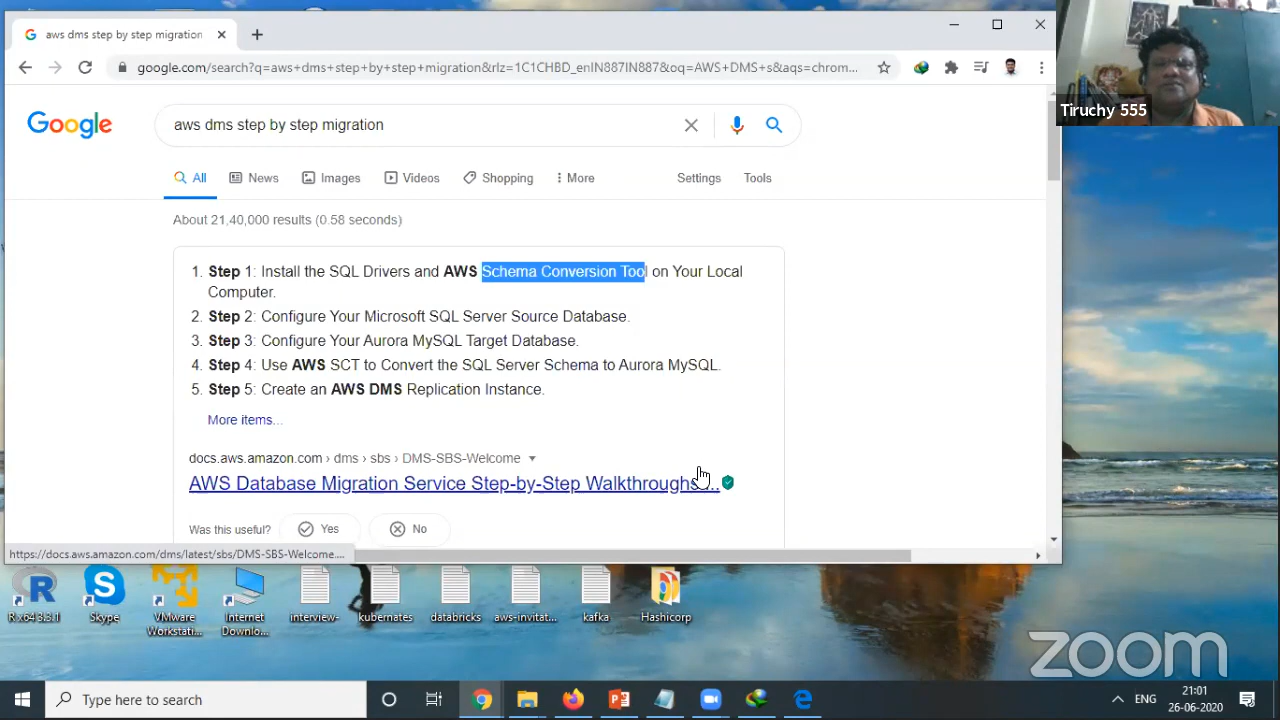 aws dms step by step migration
google.com/search?q=aws+dms+step+by+step+migration&rlz=1C1CHBD_enIN887IN887&oq=AWS+DMS+s&aqs=chrom...
Tiruchy 555
Google
aws dms step by step migration
All
News
Images
Videos
Shopping
More
Settings
Tools
About 21,40,000 results (0.58 seconds)
1. Step 1: Install the SQL Drivers and AWS Schema Conversion Tool on Your Local
Computer.
2. Step 2: Configure Your Microsoft SQL Server Source Database.
3. Step 3: Configure Your Aurora MySQL Target Database.
4. Step 4: Use AWS SCT to Convert the SQL Server Schema to Aurora MySQL.
5. Step 5: Create an AWS DMS Replication Instance.
More items...
docs.aws.amazon.com › dms › sbs › DMS-SBS-Welcome
AWS Database Migration Service Step-by-Step Walkthroughs ...
Was this useful?
Yes
No
https://docs.aws.amazon.com/dms/latest/sbs/DMS-SBS-Welcome....
R x64 3.3.1
Skype
VMware
Workstati...
Internet
Downlo...
interview-
kubernates
databricks
aws-invitat...
kafka
Hashicorp
zoom
Type here to search
ENG
21:01
26-06-2020